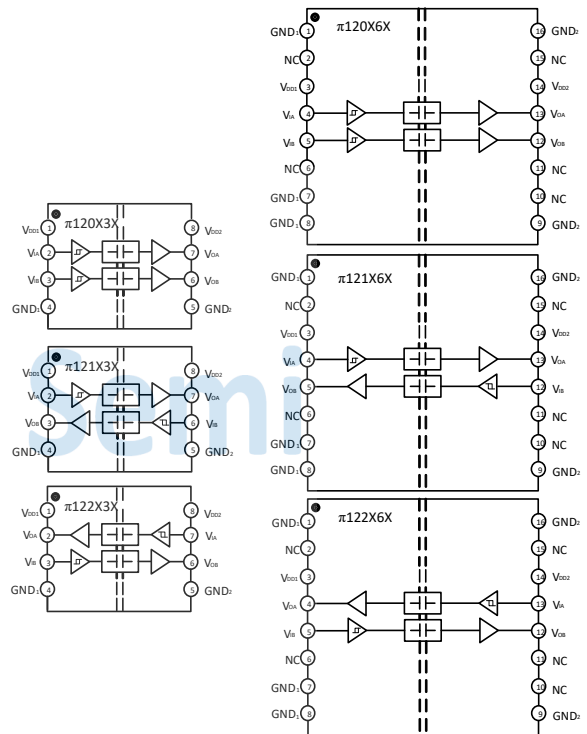 π120X3X
VDD1 1 8 VDD2
VIA 2 7 VOA
VIB 3 6 VOB
GND1 4 5 GND2
π121X3X
VDD1 1 8 VDD2
VIA 2 7 VOA
VOB 3 6 VIB
GND1 4 5 GND2
Semi
π122X3X
VDD1 1 8 VDD2
VOA 2 7 VIA
VIB 3 6 VOB
GND1 4 5 GND2
π120X6X
GND1 1 16 GND2
NC 2 15 NC
VDD1 3 14 VDD2
VIA 4 13 VOA
VIB 5 12 VOB
NC 6 10 NC
GND1 7 10 NC
GND1 8 9 GND2
π121X6X
GND1 1 16 GND2
NC 2 15 NC
VDD1 3 14 VDD2
VIA 4 13 VOA
VOB 5 12 VIB
NC 6 11 NC
GND1 7 10 NC
GND1 8 9 GND2
π122X6X
GND1 1 16 GND2
NC 2 15 NC
VDD1 3 14 VDD2
VOA 4 13 VIA
VIB 5 12 VOB
NC 6 11 NC
GND1 7 10 NC
GND1 8 9 GND2